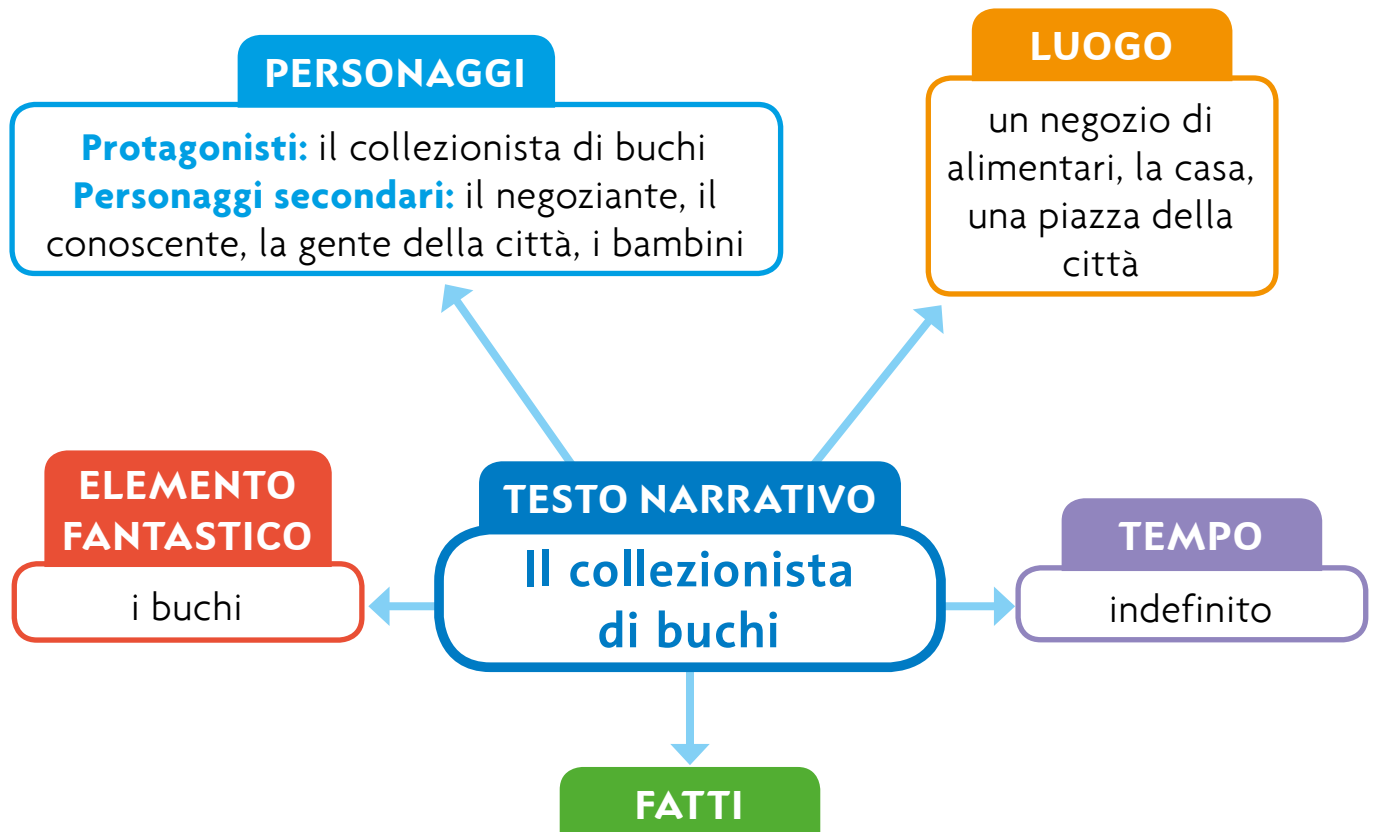 PERSONAGGI
Protagonisti: il collezionista di buchi
Personaggi secondari: il negoziante, il
conoscente, la gente della città, i bambini
LUOGO
un negozio di
alimentari, la casa,
una piazza della
città
ELEMENTO
FANTASTICO
i buchi
TESTO NARRATIVO
Il collezionista
di buchi
TEMPO
indefinito
FATTI